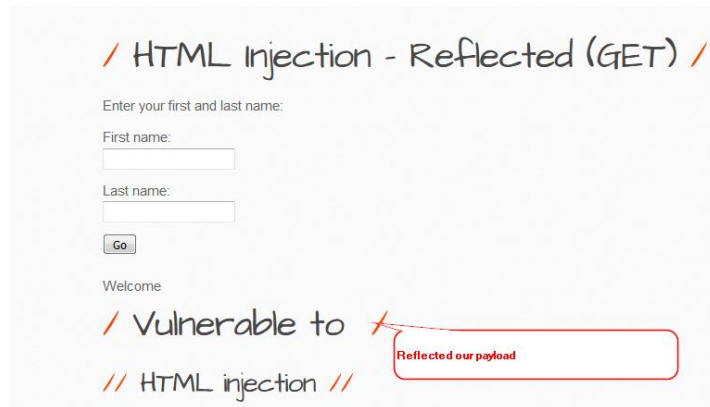 / HTML Injection - Reflected (GET) /
Enter your first and last name:
First name:
Last name:
Go
Welcome
/ Vulnerable to /
Reflected our payload
// HTML injection //